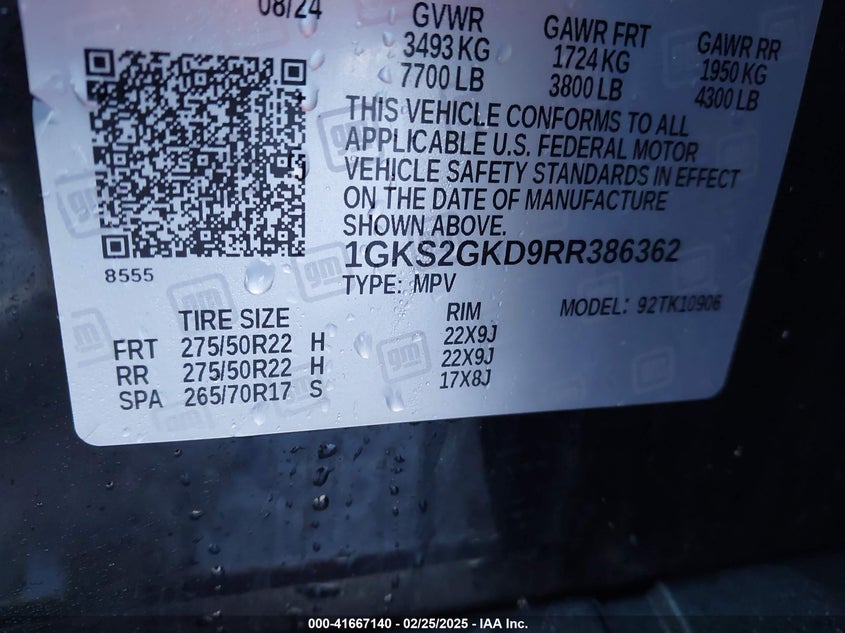 08/24
GVWR GAWR FRT GAWR RR
3493 KG 1724 KG 1950 KG
7700 LB 3800 LB 4300 LB
THIS VEHICLE CONFORMS TO ALL
APPLICABLE U.S. FEDERAL MOTOR
VEHICLE SAFETY STANDARDS IN EFFECT
ON THE DATE OF MANUFACTURE
SHOWN ABOVE.
8555
1GKS2GKD9RR386362
TYPE: MPV
MODEL: 92TK10906
TIRE SIZE RIM
FRT 275/50R22 H 22X9J
RR 275/50R22 H 22X9J
SPA 265/70R17 S 17X8J
gm
000-41667140 - 02/25/2025 - IAA Inc.